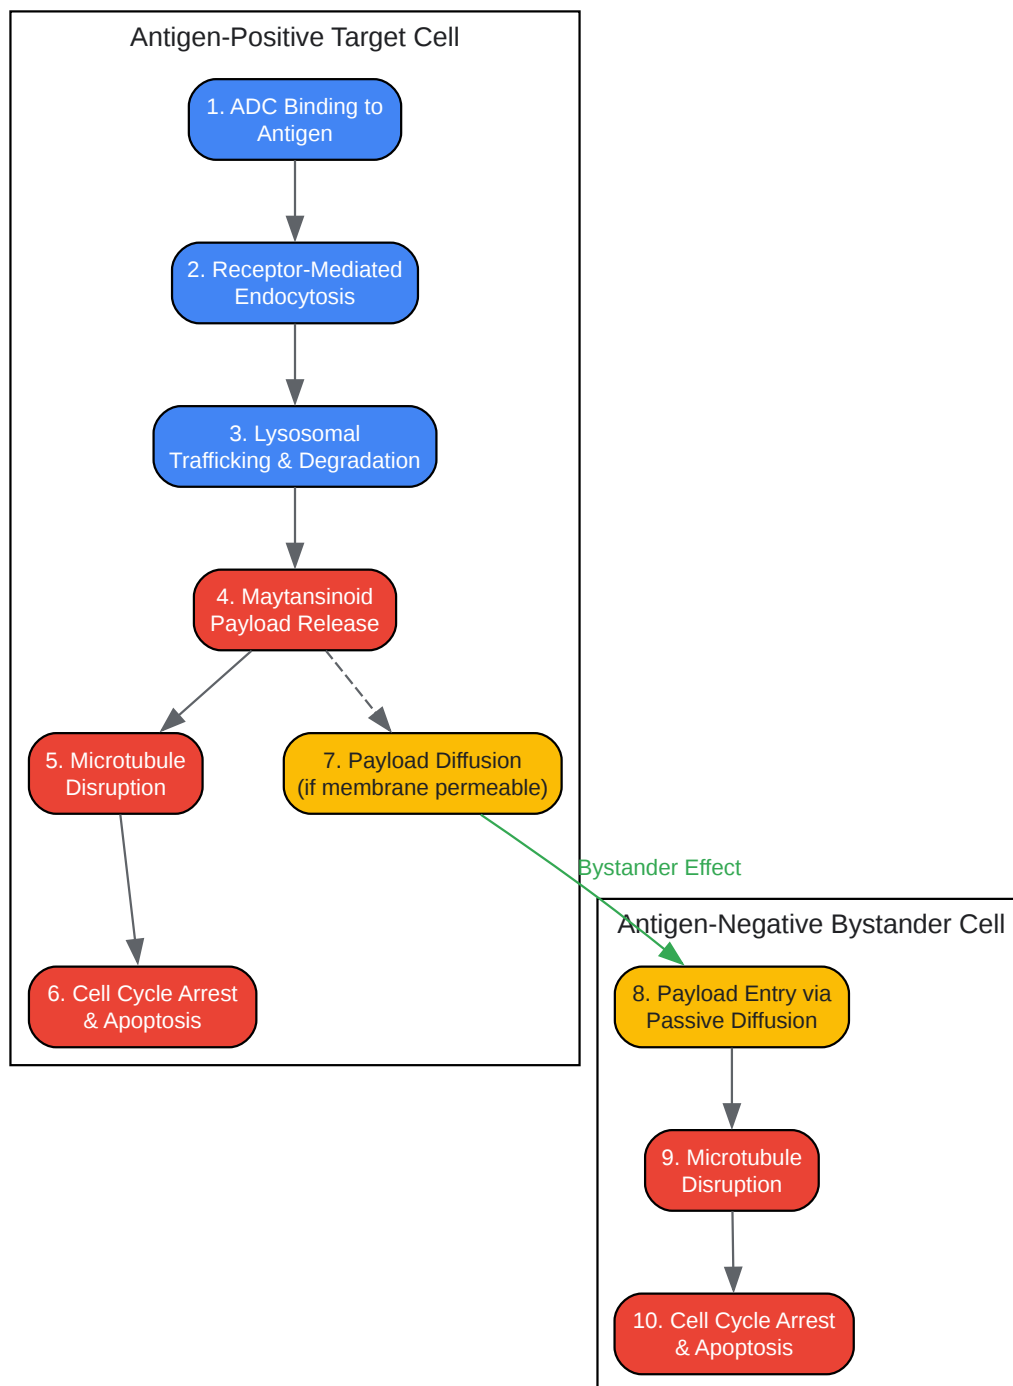 Antigen-Positive Target Cell
1. ADC Binding to
Antigen
2. Receptor-Mediated
Endocytosis
3. Lysosomal
Trafficking & Degradation
4. Maytansinoid
Payload Release
5. Microtubule
Disruption
7. Payload Diffusion
(if membrane permeable)
6. Cell Cycle Arrest
& Apoptosis
Bystander Effect
Antigen-Negative Bystander Cell
8. Payload Entry via
Passive Diffusion
9. Microtubule
Disruption
10. Cell Cycle Arrest
& Apoptosis